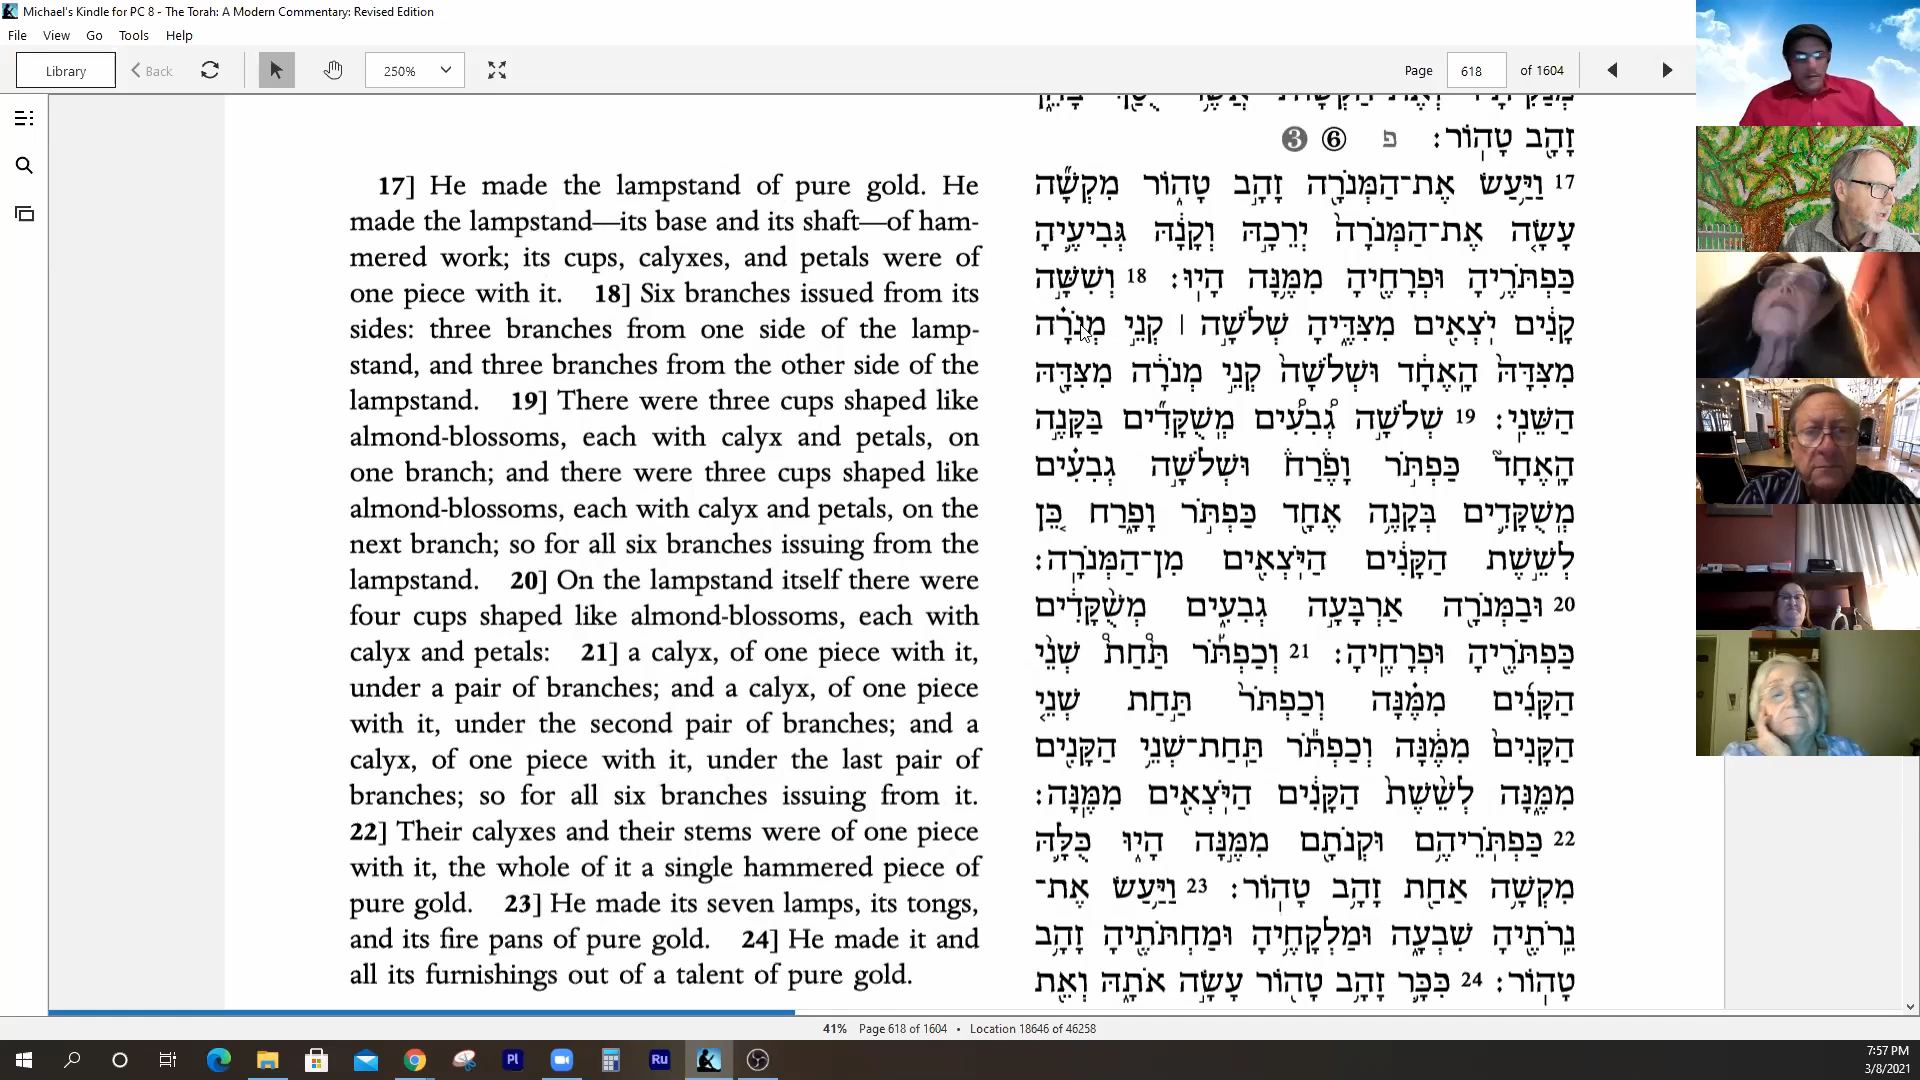 Michael's Kindle for PC 8 - The Torah: A Modern Commentary: Revised Edition
File View Go Tools Help
Library Back 250% Page 618 of 1604
17] He made the lampstand of pure gold. He
made the lampstand—its base and its shaft—of ham-
mered work; its cups, calyxes, and petals were of
one piece with it. 18] Six branches issued from its
sides: three branches from one side of the lamp-
stand, and three branches from the other side of the
lampstand. 19] There were three cups shaped like
almond-blossoms, each with calyx and petals, on
one branch; and there were three cups shaped like
almond-blossoms, each with calyx and petals, on the
next branch; so for all six branches issuing from the
lampstand. 20] On the lampstand itself there were
four cups shaped like almond-blossoms, each with
calyx and petals: 21] a calyx, of one piece with it,
under a pair of branches; and a calyx, of one piece
with it, under the second pair of branches; and a
calyx, of one piece with it, under the last pair of
branches; so for all six branches issuing from it.
22] Their calyxes and their stems were of one piece
with it, the whole of it a single hammered piece of
pure gold. 23] He made its seven lamps, its tongs,
and its fire pans of pure gold. 24] He made it and
all its furnishings out of a talent of pure gold.
זָהָ֖ב טָהֽוֹר׃ פ ⑥ ❸
17 וַיַּ֥עַשׂ אֶת־הַמְּנֹרָ֖ה זָהָ֣ב טָה֑וֹר מִקְשָׁ֞ה
עָשָׂ֤ה אֶת־הַמְּנֹרָה֙ יְרֵכָ֣הּ וְקָנָ֔הּ גְּבִיעֶ֛יהָ
כַּפְתֹּרֶ֥יהָ וּפְרָחֶ֖יהָ מִמֶּ֥נָּה הָיֽוּ׃ 18 וְשִׁשָּׁ֣ה
קָנִ֔ים יֹצְאִ֖ים מִצִּדֶּ֑יהָ שְׁלֹשָׁ֣ה ׀ קְנֵ֣י מְנֹרָ֗ה
מִצִּדָּהּ֙ הָֽאֶחָ֔ד וּשְׁלֹשָׁה֙ קְנֵ֣י מְנֹרָ֔ה מִצִּדָּ֖הּ
הַשֵּׁנִֽי׃ 19 שְׁלֹשָׁ֣ה גְ֠בִעִ֠ים מְֽשֻׁקָּדִ֞ים בַּקָּנֶ֣ה
הָאֶחָד֮ כַּפְתֹּ֣ר וָפֶ֒רַח֒ וּשְׁלֹשָׁ֣ה גְבִעִ֗ים
מְשֻׁקָּדִ֛ים בְּקָנֶ֥ה אֶחָ֖ד כַּפְתֹּ֣ר וָפָ֑רַח כֵּ֚ן
לְשֵׁ֣שֶׁת הַקָּנִ֔ים הַיֹּצְאִ֖ים מִן־הַמְּנֹרָֽה׃
20 וּבַמְּנֹרָ֖ה אַרְבָּעָ֣ה גְבִעִ֑ים מְשֻׁ֨קָּדִ֔ים
כַּפְתֹּרֶ֖יהָ וּפְרָחֶֽיהָ׃ 21 וְכַפְתֹּ֡ר תַּ֩חַת֩ שְׁנֵ֨י
הַקָּנִ֜ים מִמֶּ֗נָּה וְכַפְתֹּר֙ תַּ֣חַת שְׁנֵ֤י
הַקָּנִים֙ מִמֶּ֔נָּה וְכַפְתֹּ֕ר תַּֽחַת־שְׁנֵ֥י הַקָּנִ֖ים
מִמֶּ֑נָּה לְשֵׁ֙שֶׁת֙ הַקָּנִ֔ים הַיֹּצְאִ֖ים מִמֶּֽנָּה׃
22 כַּפְתֹּרֵיהֶ֥ם וּקְנֹתָ֖ם מִמֶּ֣נָּה הָי֑וּ כֻּלָּ֛הּ
מִקְשָׁ֥ה אַחַ֖ת זָהָ֥ב טָהֽוֹר׃ 23 וַיַּ֥עַשׂ אֶת־
נֵרֹתֶ֖יהָ שִׁבְעָ֑ה וּמַלְקָחֶ֥יהָ וּמַחְתֹּתֶ֖יהָ זָהָ֥ב
טָהֽוֹר׃ 24 כִּכָּ֛ר זָהָ֥ב טָה֖וֹר עָשָׂ֣ה אֹתָ֑הּ וְאֵ֖ת
41% Page 618 of 1604 • Location 18646 of 46258
Pl Ru
7:57 PM
3/8/2021